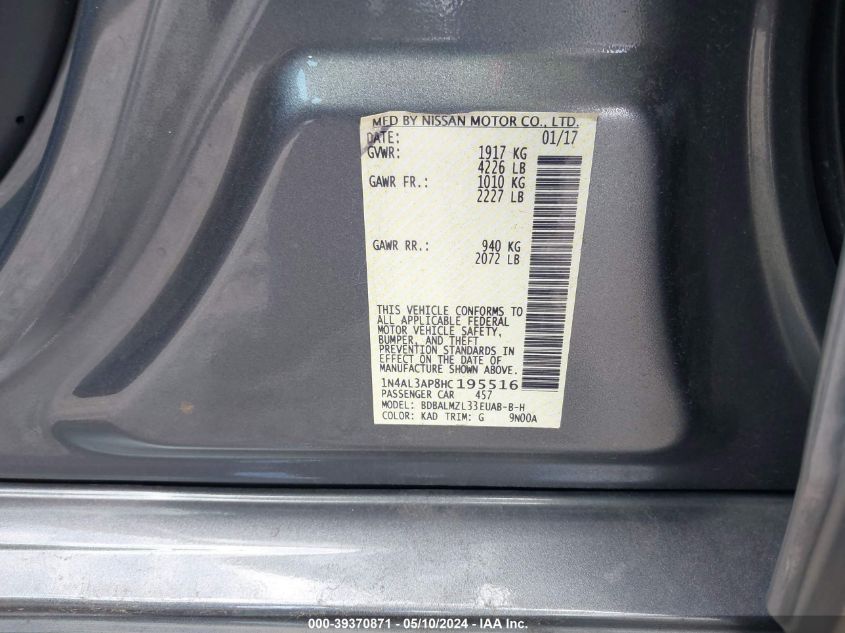 MFD BY NISSAN MOTOR CO., LTD.
DATE: 01/17
GVWR: 1917 KG
4226 LB
GAWR FR.: 1010 KG
2227 LB
GAWR RR.: 940 KG
2072 LB
THIS VEHICLE CONFORMS TO
ALL APPLICABLE FEDERAL
MOTOR VEHICLE SAFETY,
BUMPER, AND THEFT
PREVENTION STANDARDS IN
EFFECT ON THE DATE OF
MANUFACTURE SHOWN ABOVE.
1N4AL3AP8HC195516
PASSENGER CAR 457
MODEL: BDBALMZL33EUAB-B-H
COLOR: KAD TRIM: G 9N00A
000-39370871 - 05/10/2024 - IAA Inc.